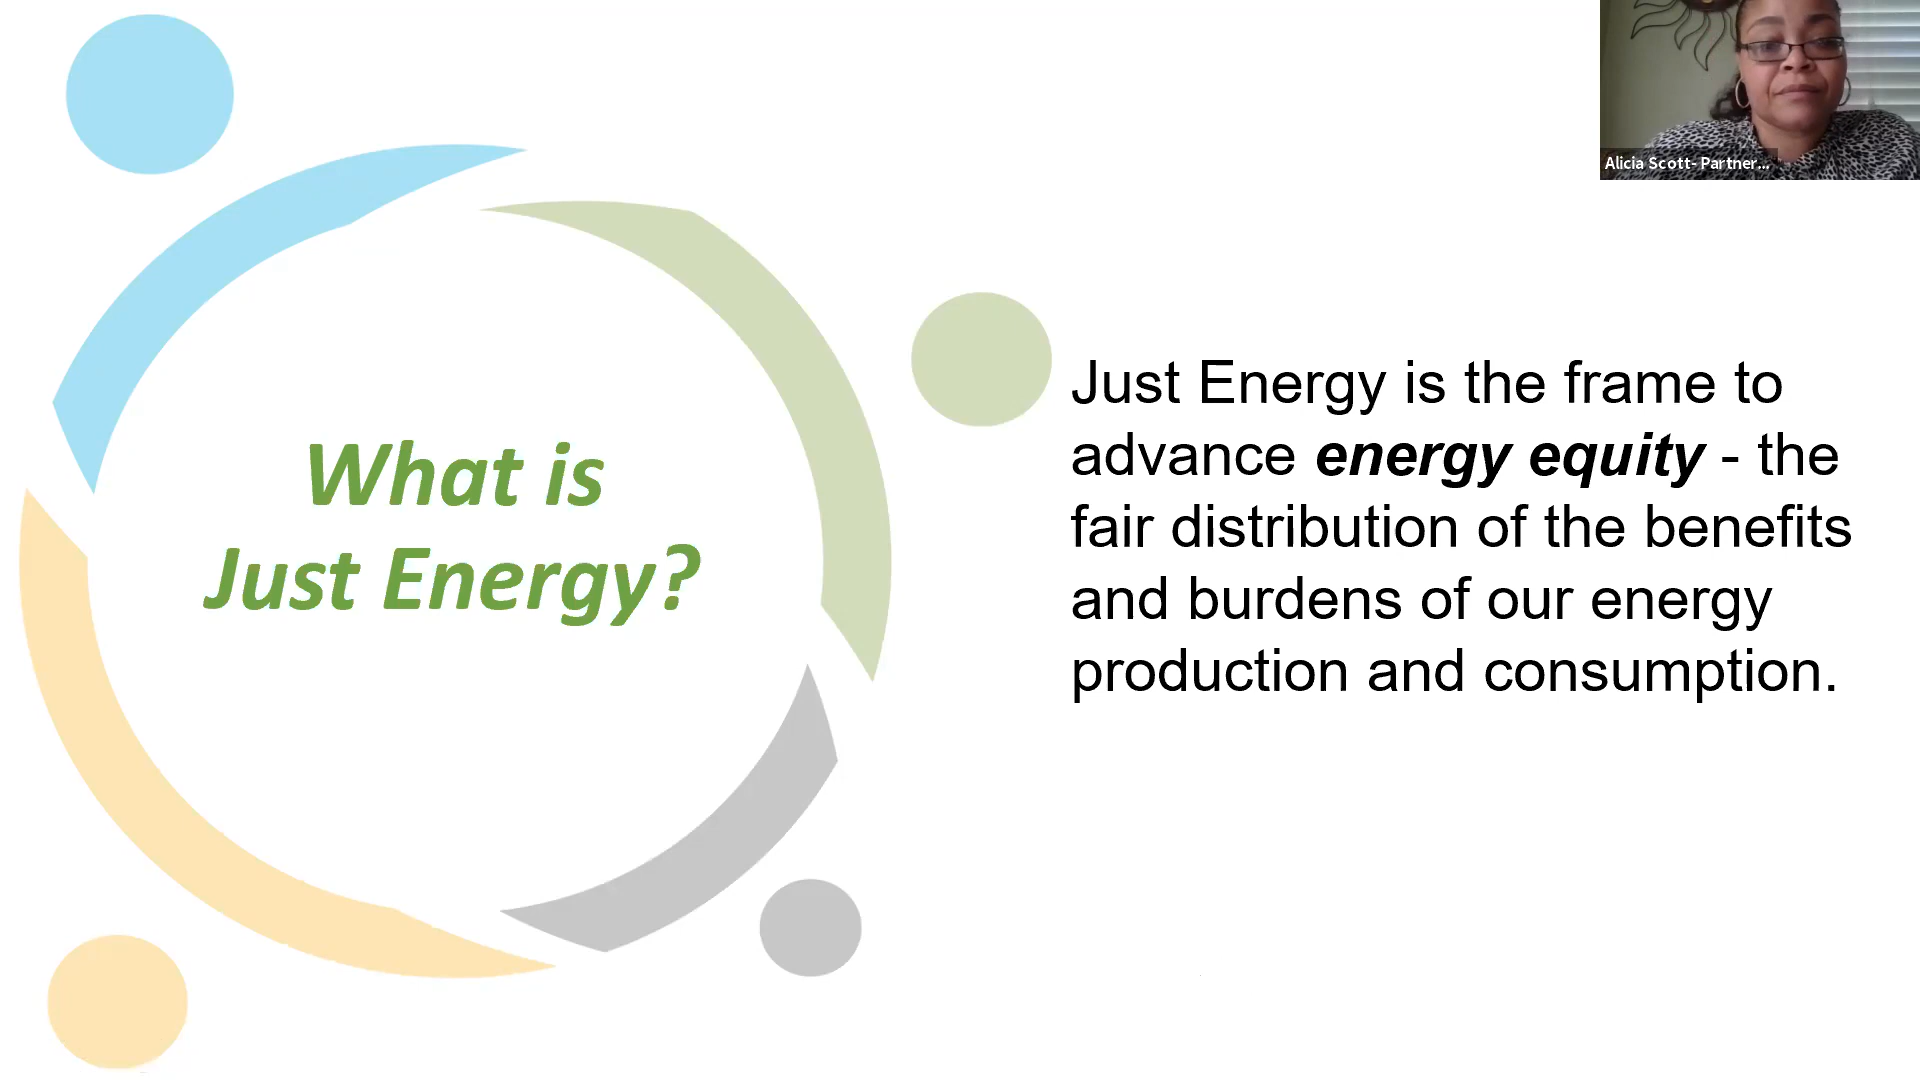 What is
Just Energy?
Just Energy is the frame to
advance energy equity - the
fair distribution of the benefits
and burdens of our energy
production and consumption.
Alicia Scott- Partner...